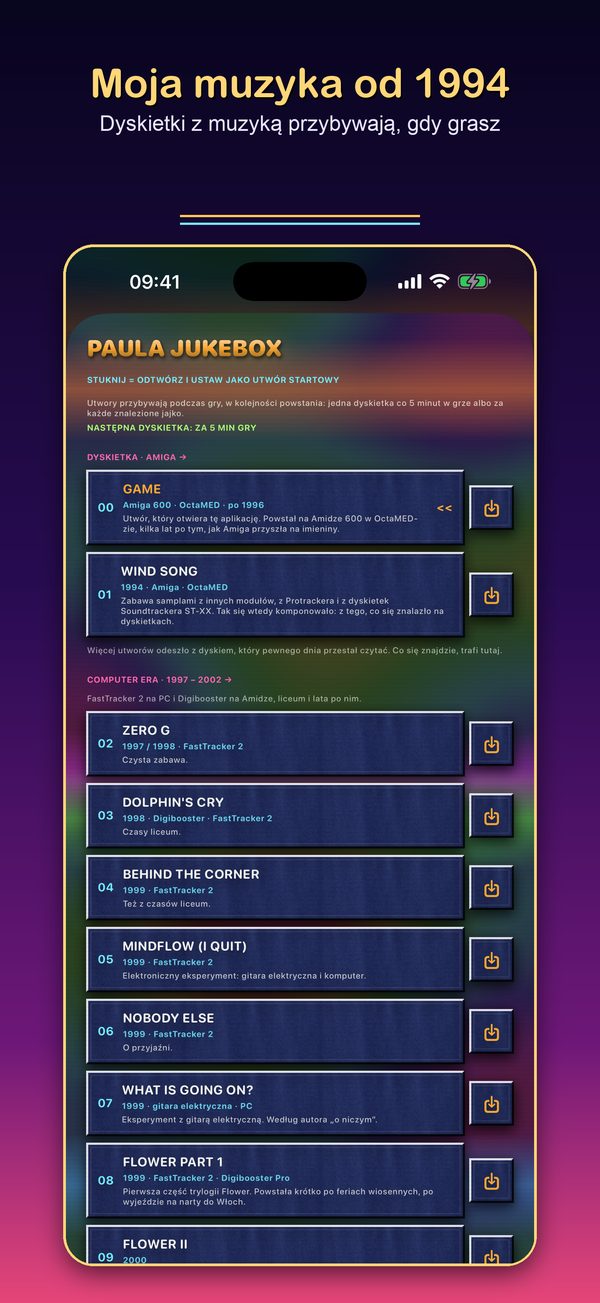 Moja muzyka od 1994
Dyskietki z muzyką przybywają, gdy grasz
09:41
PAULA JUKEBOX
STUKNIJ = ODTWÓRZ I USTAW JAKO UTWÓR STARTOWY
Utwory przybywają podczas gry, w kolejności powstania: jedna dyskietka co 5 minut w grze albo za
każde znalezione jajko.
NASTĘPNA DYSKIETKA: ZA 5 MIN GRY
DYSKIETKA · AMIGA →
00
GAME
Amiga 600 · OctaMED · po 1996
Utwór, który otwiera tę aplikację. Powstał na Amidze 600 w OctaMED-
zie, kilka lat po tym, jak Amiga przyszła na imieniny.
<<
01
WIND SONG
1994 · Amiga · OctaMED
Zabawa samplami z innych modułów, z Protrackera i z dyskietek
Soundtrackera ST-XX. Tak się wtedy komponowało: z tego, co się znalazło na
dyskietkach.
Więcej utworów odeszło z dyskiem, który pewnego dnia przestał czytać. Co się znajdzie, trafi tutaj.
COMPUTER ERA · 1997 – 2002 →
FastTracker 2 na PC i Digibooster na Amidze, liceum i lata po nim.
02
ZERO G
1997 / 1998 · FastTracker 2
Czysta zabawa.
03
DOLPHIN'S CRY
1998 · Digibooster · FastTracker 2
Czasy liceum.
04
BEHIND THE CORNER
1999 · FastTracker 2
Też z czasów liceum.
05
MINDFLOW (I QUIT)
1999 · FastTracker 2
Elektroniczny eksperyment: gitara elektryczna i komputer.
06
NOBODY ELSE
1999 · FastTracker 2
O przyjaźni.
07
WHAT IS GOING ON?
1999 · gitara elektryczna · PC
Eksperyment z gitarą elektryczną. Według autora „o niczym”.
08
FLOWER PART 1
1999 · FastTracker 2 · Digibooster Pro
Pierwsza część trylogii Flower. Powstała krótko po feriach wiosennych, po
wyjeździe na narty do Włoch.
09
FLOWER II
2000